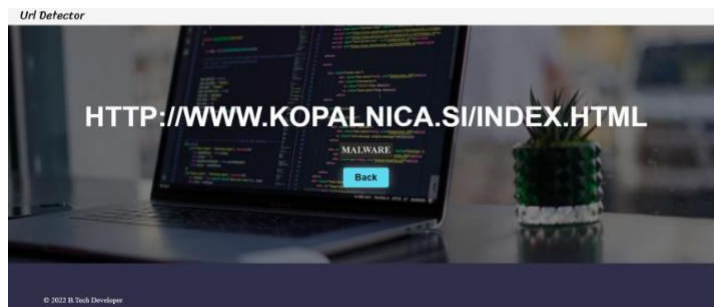 Url Detector
HTTP://WWW.KOPALNICA.SI/INDEX.HTML
MALWARE
Back
© 2022 B.Tech Developer